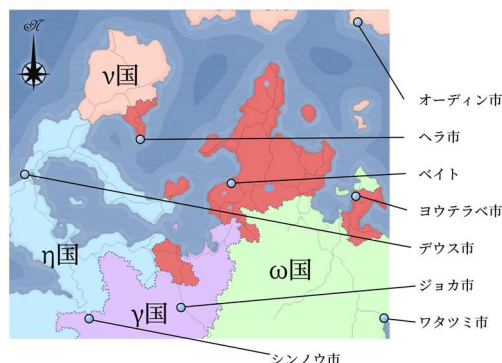 N
ν国
オーディン市
ヘラ市
ベイト
ヨウテラベ市
デウス市
η国
ω国
ジョカ市
γ国
ワタツミ市
シンノウ市